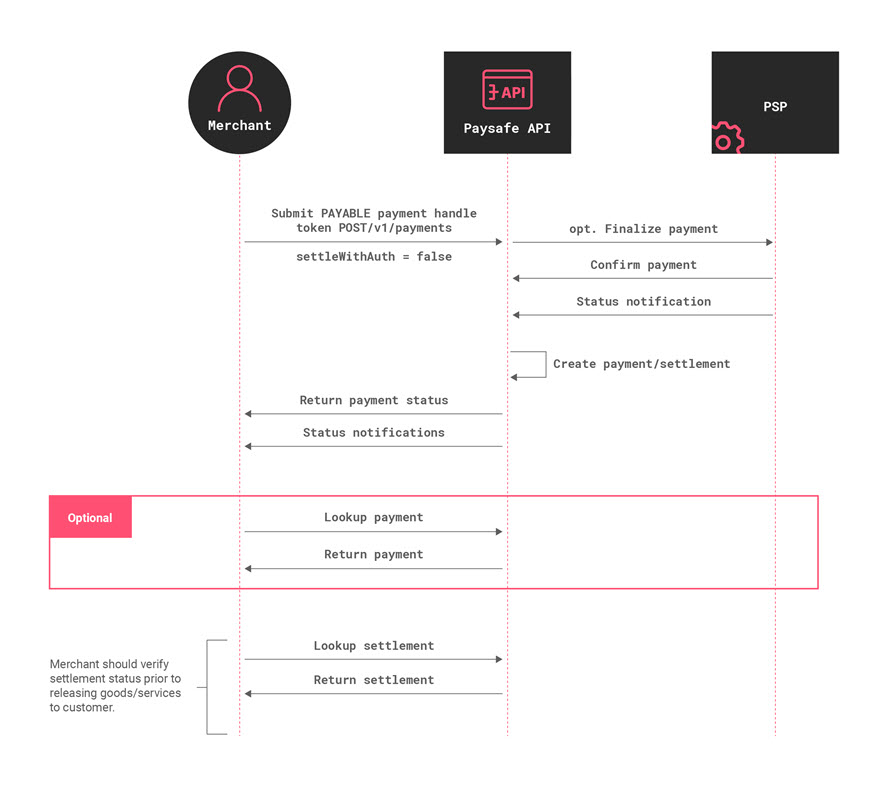 API
Merchant
Paysafe API
PSP
Submit PAYABLE payment handle
token POST/v1/payments
settleWithAuth = false
opt. Finalize payment
Confirm payment
Status notification
Create payment/settlement
Return payment status
Status notifications
Optional
Lookup payment
Return payment
Lookup settlement
Return settlement
Merchant should verify
settlement status prior to
releasing goods/services
to customer.